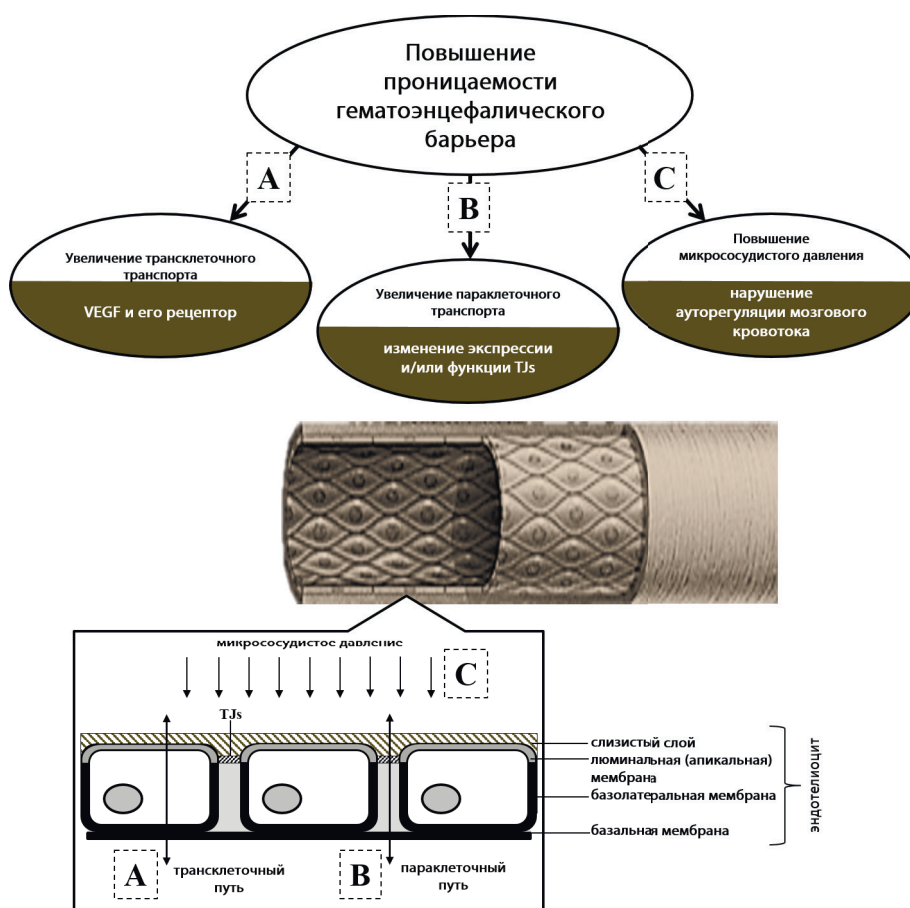 Повышение
проницаемости
гематоэнцефалического
барьера
A
B
C
Увеличение трансклеточного
транспорта
VEGF и его рецептор
Увеличение параклеточного
транспорта
изменение экспрессии
и/или функции TJs
Повышение
микрососудистого давления
нарушение
ауторегуляции мозгового
кровотока
микрососудистое давление
C
TJs
слизистый слой
люминальная (апикальная)
мембрана
базолатеральная мембрана
базальная мембрана
эндотелиоцит
A
трансклеточный
путь
B
параклеточный
путь